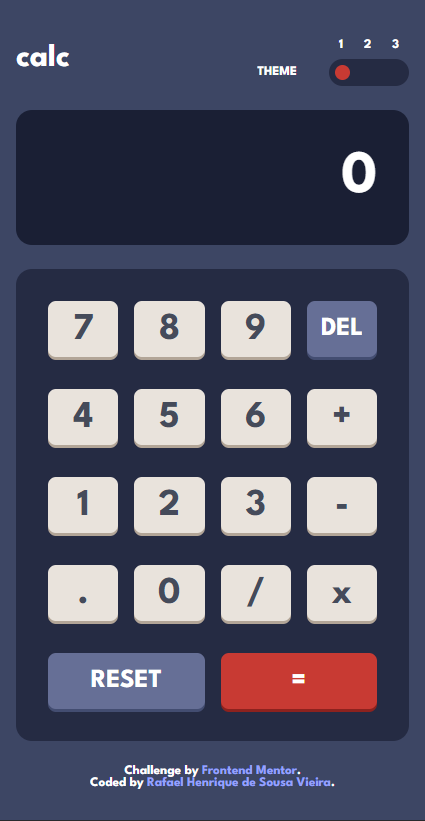 calc
1 2 3
THEME
0
7 8 9 DEL
4 5 6 +
1 2 3 -
. 0 / x
RESET =
Challenge by Frontend Mentor.
Coded by Rafael Henrique de Sousa Vieira.